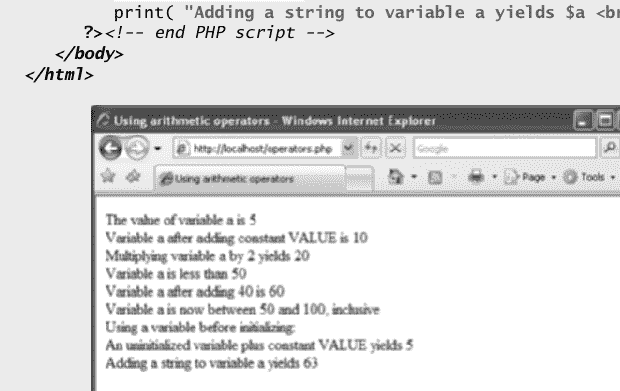 print( "Adding a string to variable a yields $a <b
?><!-- end PHP script -->
</body>
</html>
Using arithmetic operators - Windows Internet Explorer
http://localhost/operators.php
Google
Using arithmetic operators
Page
Tools
The value of variable a is 5
Variable a after adding constant VALUE is 10
Multiplying variable a by 2 yields 20
Variable a is less than 50
Variable a after adding 40 is 60
Variable a is now between 50 and 100, inclusive
Using a variable before initializing:
An uninitialized variable plus constant VALUE yields 5
Adding a string to variable a yields 63